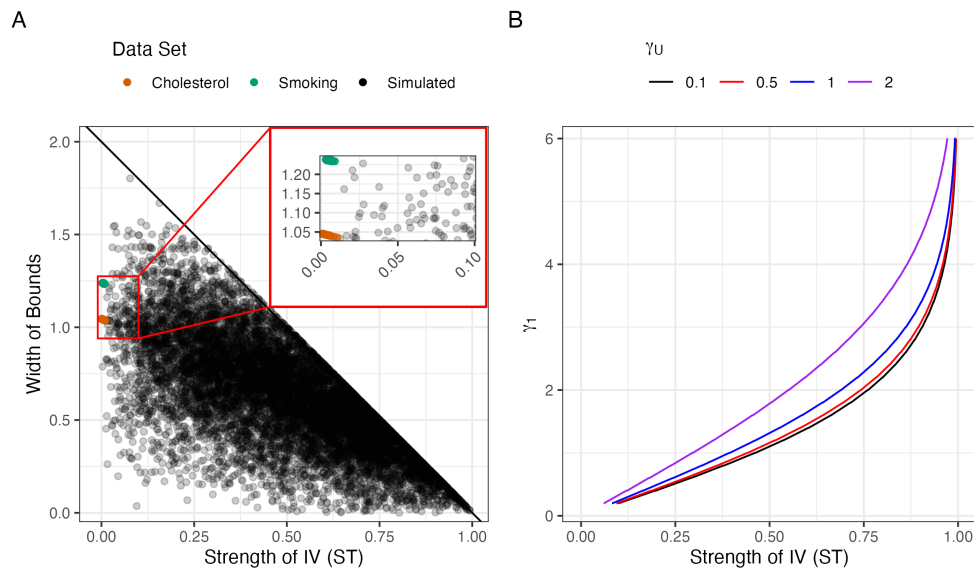 A
Data Set
Cholesterol Smoking Simulated
2.0
1.5
1.0
0.5
0.0
Width of Bounds
1.20
1.15
1.10
1.05
0.00 0.05 0.10
0.00 0.25 0.50 0.75 1.00
Strength of IV (ST)
B
γU
0.1 0.5 1 2
6
4
2
0
γ1
0.00 0.25 0.50 0.75 1.00
Strength of IV (ST)